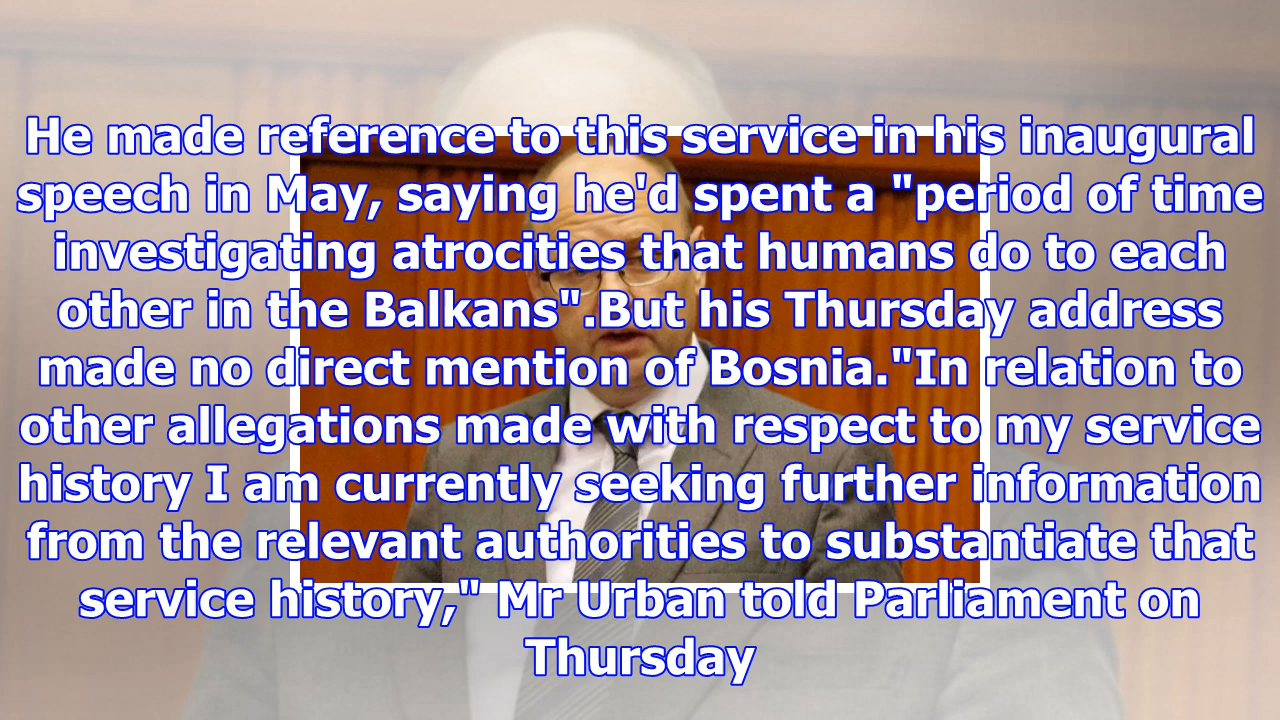 He made reference to this service in his inaugural
speech in May, saying he'd spent a "period of time
investigating atrocities that humans do to each
other in the Balkans".But his Thursday address
made no direct mention of Bosnia."In relation to
other allegations made with respect to my service
history I am currently seeking further information
from the relevant authorities to substantiate that
service history," Mr Urban told Parliament on
Thursday